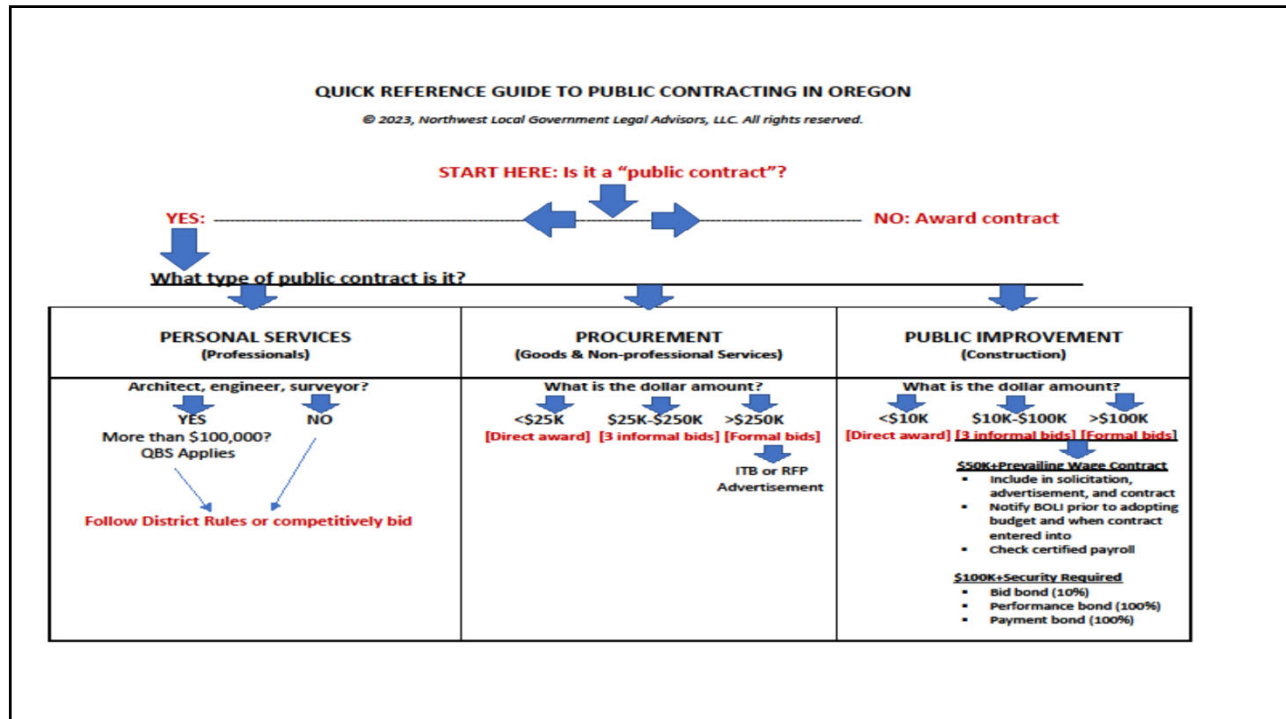 QUICK REFERENCE GUIDE TO PUBLIC CONTRACTING IN OREGON
© 2023, Northwest Local Government Legal Advisors, LLC. All rights reserved.
START HERE: Is it a “public contract”?
YES:
NO: Award contract
What type of public contract is it?
PERSONAL SERVICES
(Professionals)
Architect, engineer, surveyor?
YES
NO
More than $100,000?
QBS Applies
Follow District Rules or competitively bid
PROCUREMENT
(Goods & Non-professional Services)
What is the dollar amount?
<$25K $25K-$250K >$250K
[Direct award] [3 informal bids] [Formal bids]
ITB or RFP
Advertisement
PUBLIC IMPROVEMENT
(Construction)
What is the dollar amount?
<$10K $10K-$100K >$100K
[Direct award] [3 informal bids] [Formal bids]
$50K+Prevailing Wage Contract
▪ Include in solicitation,
advertisement, and contract
▪ Notify BOLI prior to adopting
budget and when contract
entered into
▪ Check certified payroll
$100K+Security Required
▪ Bid bond (10%)
▪ Performance bond (100%)
▪ Payment bond (100%)